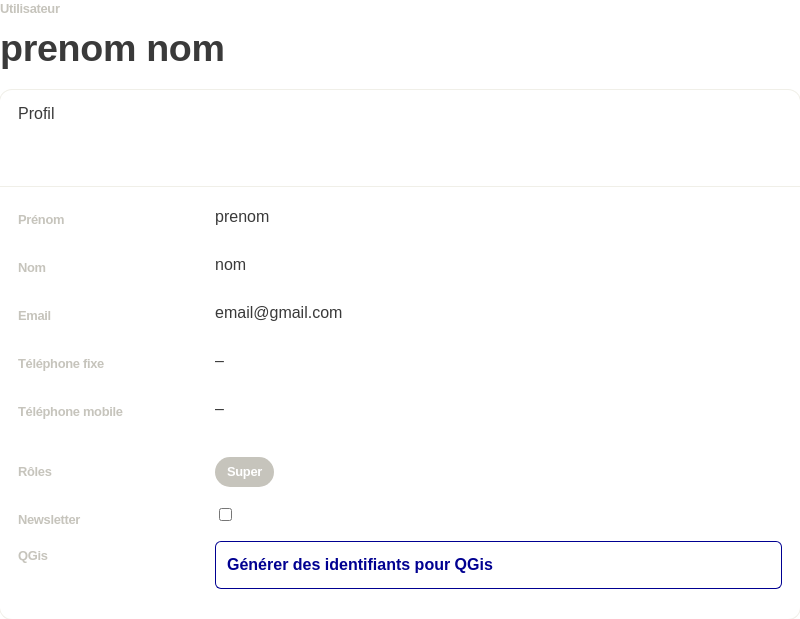 Utilisateur
prenom nom
Profil
Prénom prenom
Nom nom
Email email@gmail.com
Téléphone fixe –
Téléphone mobile –
Rôles Super
Newsletter
QGis Générer des identifiants pour QGis